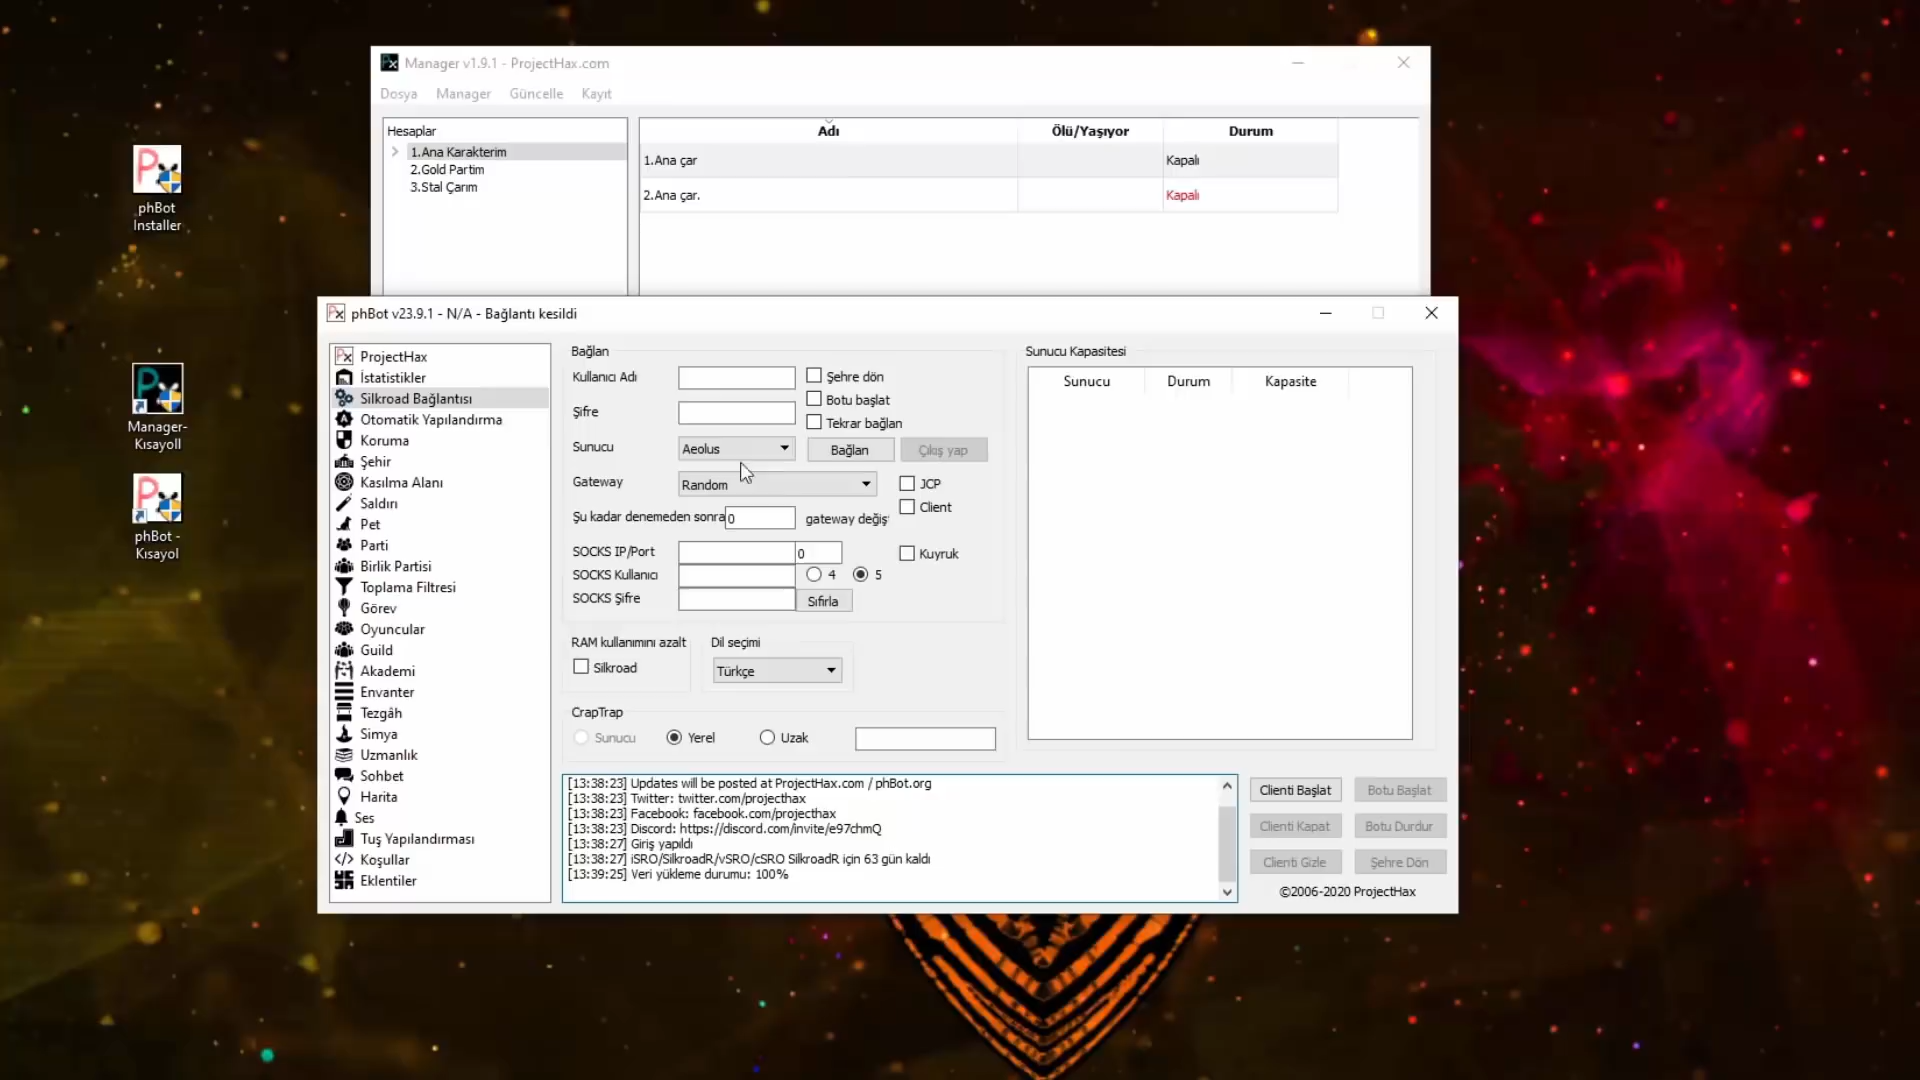 Manager v1.9.1 - ProjectHax.com
Dosya Manager Güncelle Kayıt
Hesaplar
1.Ana Karakterim
2.Gold Partim
3.Stal Çarım
Adı Ölü/Yaşıyor Durum
1.Ana çar Kapalı
2.Ana çar. Kapalı
phBot
Installer
Manager-
Kısayoll
phBot -
Kısayol
phBot v23.9.1 - N/A - Bağlantı kesildi
ProjectHax
İstatistikler
Silkroad Bağlantısı
Otomatik Yapılandırma
Koruma
Şehir
Kasılma Alanı
Saldırı
Pet
Parti
Birlik Partisi
Toplama Filtresi
Görev
Oyuncular
Guild
Akademi
Envanter
Tezgâh
Simya
Uzmanlık
Sohbet
Harita
Ses
Tuş Yapılandırması
Koşullar
Eklentiler
Bağlan
Kullanıcı Adı Şehre dön
Botu başlat
Şifre
Tekrar bağlan
Sunucu Aeolus Bağlan Çıkış yap
Gateway Random JCP
Client
Şu kadar denemeden sonra 0 gateway değiş
SOCKS IP/Port 0 Kuyruk
SOCKS Kullanıcı 4 5
SOCKS Şifre Sıfırla
RAM kullanımını azalt Dil seçimi
Silkroad Türkçe
CrapTrap
Sunucu Yerel Uzak
Sunucu Kapasitesi
Sunucu Durum Kapasite
[13:38:23] Updates will be posted at ProjectHax.com / phBot.org
[13:38:23] Twitter: twitter.com/projecthax
[13:38:23] Facebook: facebook.com/projecthax
[13:38:23] Discord: https://discord.com/invite/e97chmQ
[13:38:27] Giriş yapıldı
[13:38:27] iSRO/SilkroadR/vSRO/cSRO SilkroadR için 63 gün kaldı
[13:39:25] Veri yükleme durumu: 100%
Clienti Başlat Botu Başlat
Clienti Kapat Botu Durdur
Clienti Gizle Şehre Dön
©2006-2020 ProjectHax